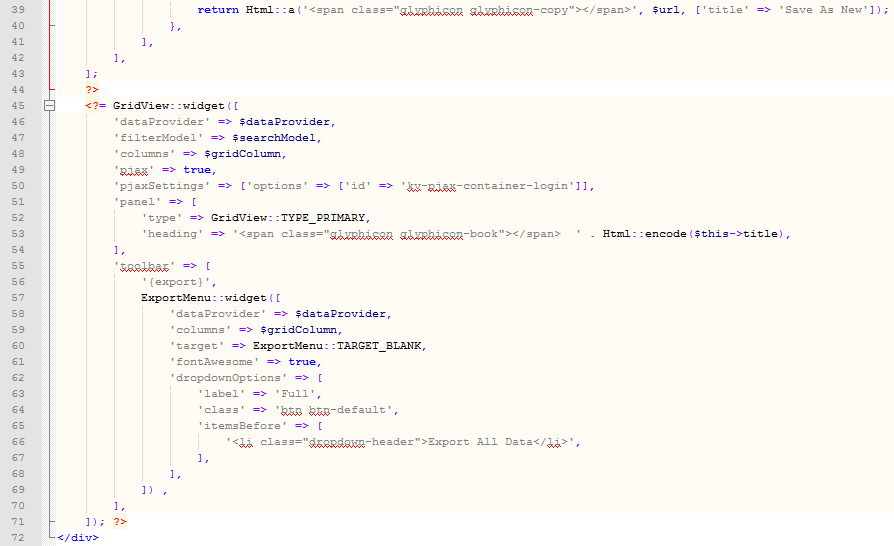 39 return Html::a('<span class="glyphicon glyphicon-copy"></span>', $url, ['title' => 'Save As New']);
40 },
41 ],
42 ],
43 ];
44 ?>
45 <?= GridView::widget([
46 'dataProvider' => $dataProvider,
47 'filterModel' => $searchModel,
48 'columns' => $gridColumn,
49 'pjax' => true,
50 'pjaxSettings' => ['options' => ['id' => 'kv-pjax-container-login']],
51 'panel' => [
52 'type' => GridView::TYPE_PRIMARY,
53 'heading' => '<span class="glyphicon glyphicon-book"></span>  ' . Html::encode($this->title),
54 ],
55 'toolbar' => [
56 '{export}',
57 ExportMenu::widget([
58 'dataProvider' => $dataProvider,
59 'columns' => $gridColumn,
60 'target' => ExportMenu::TARGET_BLANK,
61 'fontAwesome' => true,
62 'dropdownOptions' => [
63 'label' => 'Full',
64 'class' => 'btn btn-default',
65 'itemsBefore' => [
66 '<li class="dropdown-header">Export All Data</li>',
67 ],
68 ],
69 ]) ,
70 ],
71 ]); ?>
72 </div>